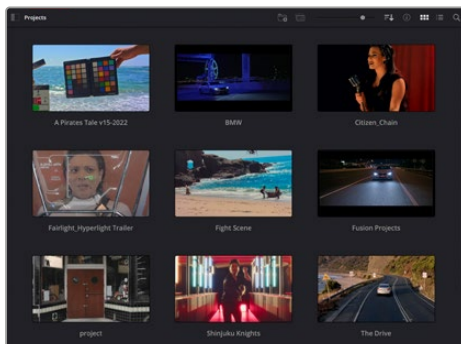 Projects
A Pirates Tale v15-2022
BMW
Citizen_Chain
Fairlight_Hyperlight Trailer
Fight Scene
Fusion Projects
project
Shinjuku Knights
The Drive